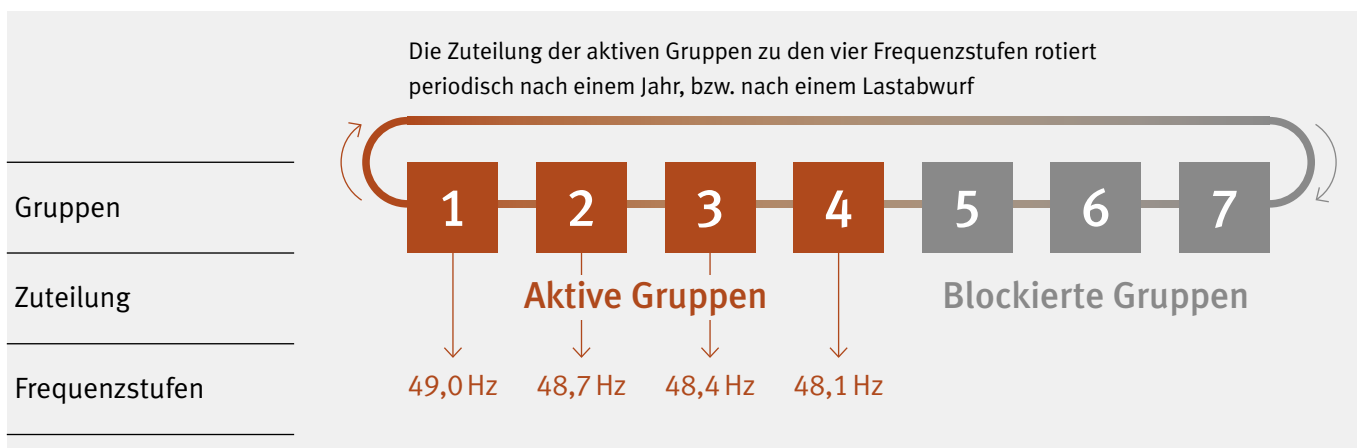 Die Zuteilung der aktiven Gruppen zu den vier Frequenzstufen rotiert
periodisch nach einem Jahr, bzw. nach einem Lastabwurf
Gruppen
1 2 3 4 5 6 7
Zuteilung
Aktive Gruppen
Blockierte Gruppen
Frequenzstufen
49,0 Hz 48,7 Hz 48,4 Hz 48,1 Hz